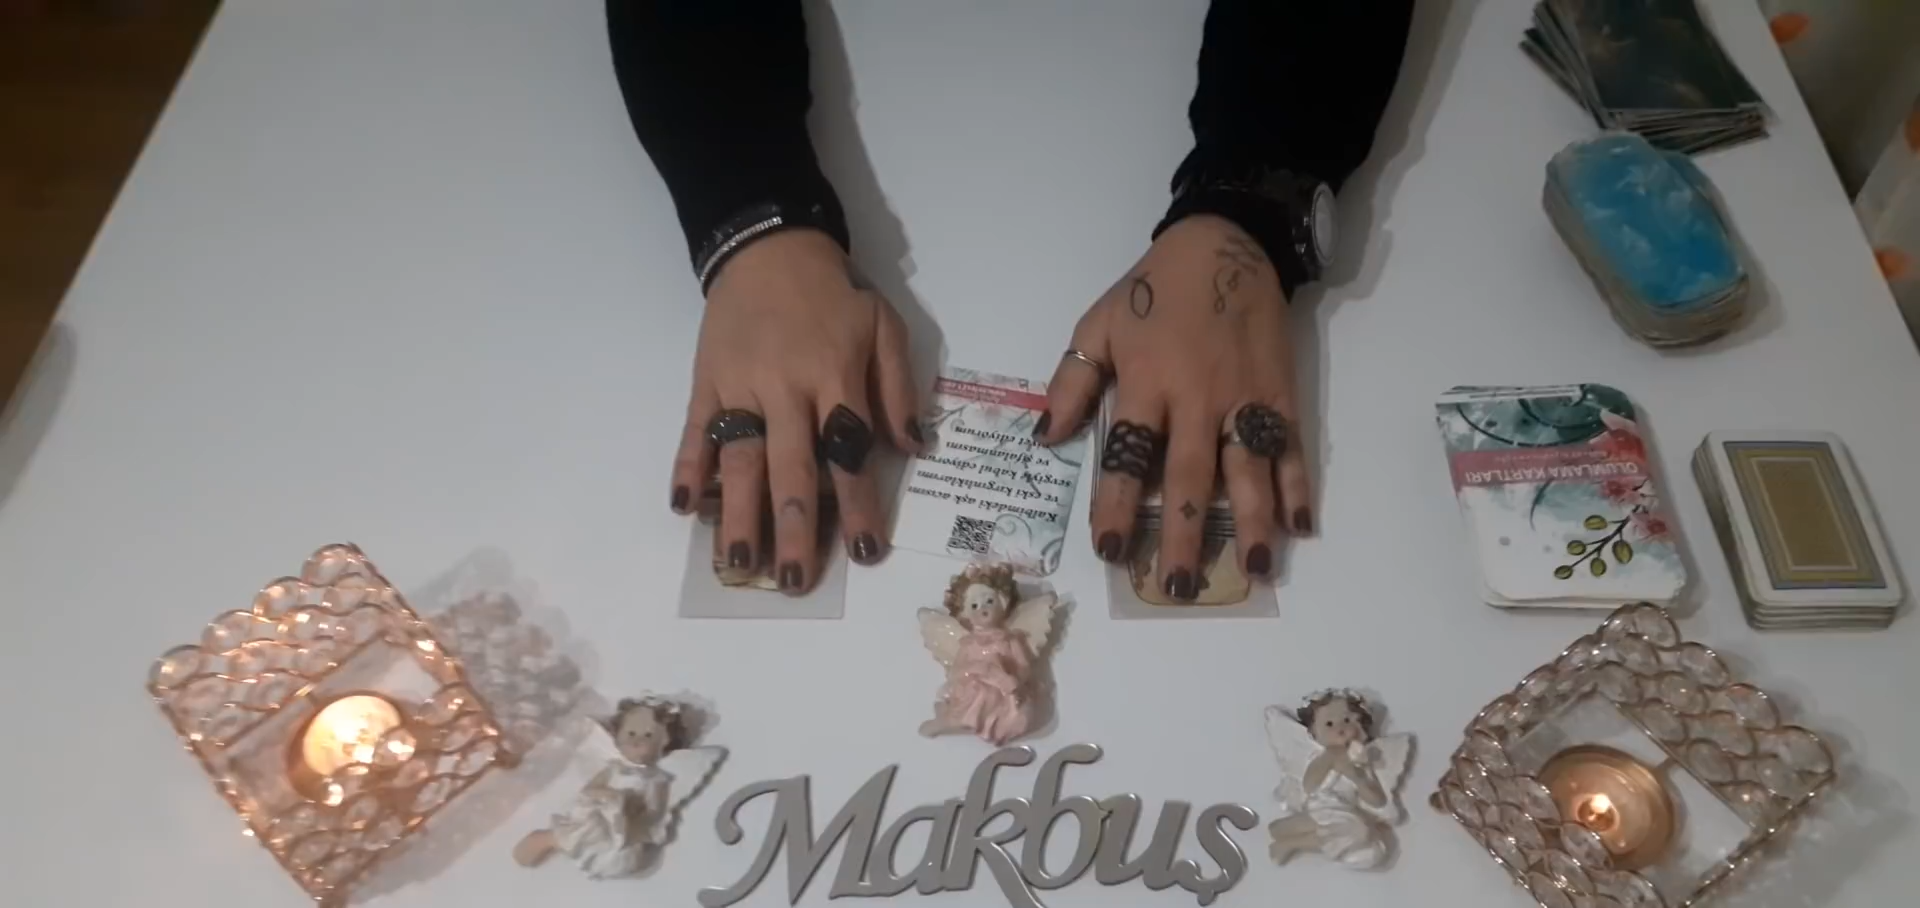 Kalbimdeki aşk acısını
ve eski kırgınlıklarımı
sevgiyle kabul ediyorum
ve şifalanmasını
niyet ediyorum
OLUMLAMA KARTLARI
Makbuş